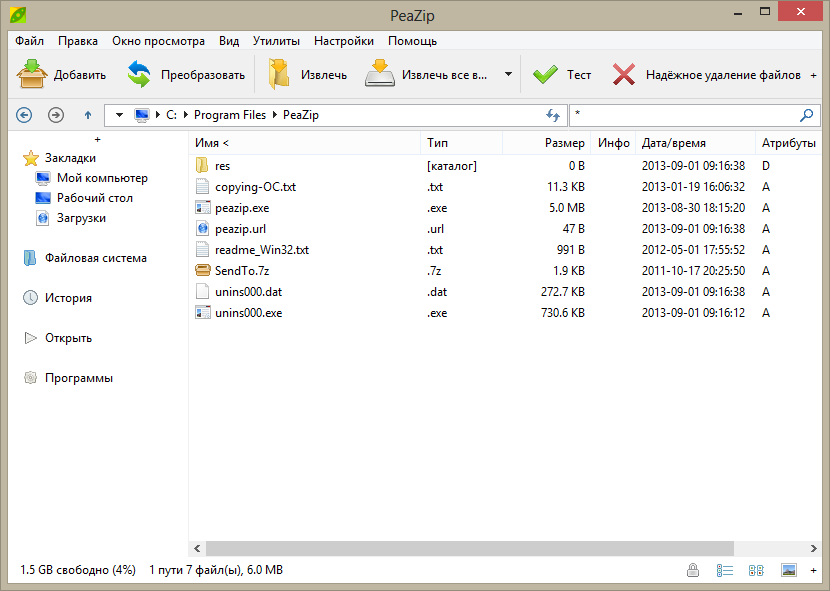 PeaZip
Файл Правка Окно просмотра Вид Утилиты Настройки Помощь
Добавить Преобразовать Извлечь Извлечь все в... Тест Надёжное удаление файлов +
C: Program Files PeaZip *
+
Закладки
Мой компьютер
Рабочий стол
Загрузки
Файловая система
История
Открыть
Программы
Имя < Тип Размер Инфо Дата/время Атрибуты
res [каталог] 0 B 2013-09-01 09:16:38 D
copying-OC.txt .txt 11.3 KB 2013-01-19 16:06:32 A
peazip.exe .exe 5.0 MB 2013-08-30 18:15:20 A
peazip.url .url 47 B 2013-09-01 09:16:38 A
readme_Win32.txt .txt 991 B 2012-05-01 17:55:52 A
SendTo.7z .7z 1.9 KB 2011-10-17 20:25:50 A
unins000.dat .dat 272.7 KB 2013-09-01 09:16:38 A
unins000.exe .exe 730.6 KB 2013-09-01 09:16:12 A
1.5 GB свободно (4%) 1 пути 7 файл(ы), 6.0 MB +